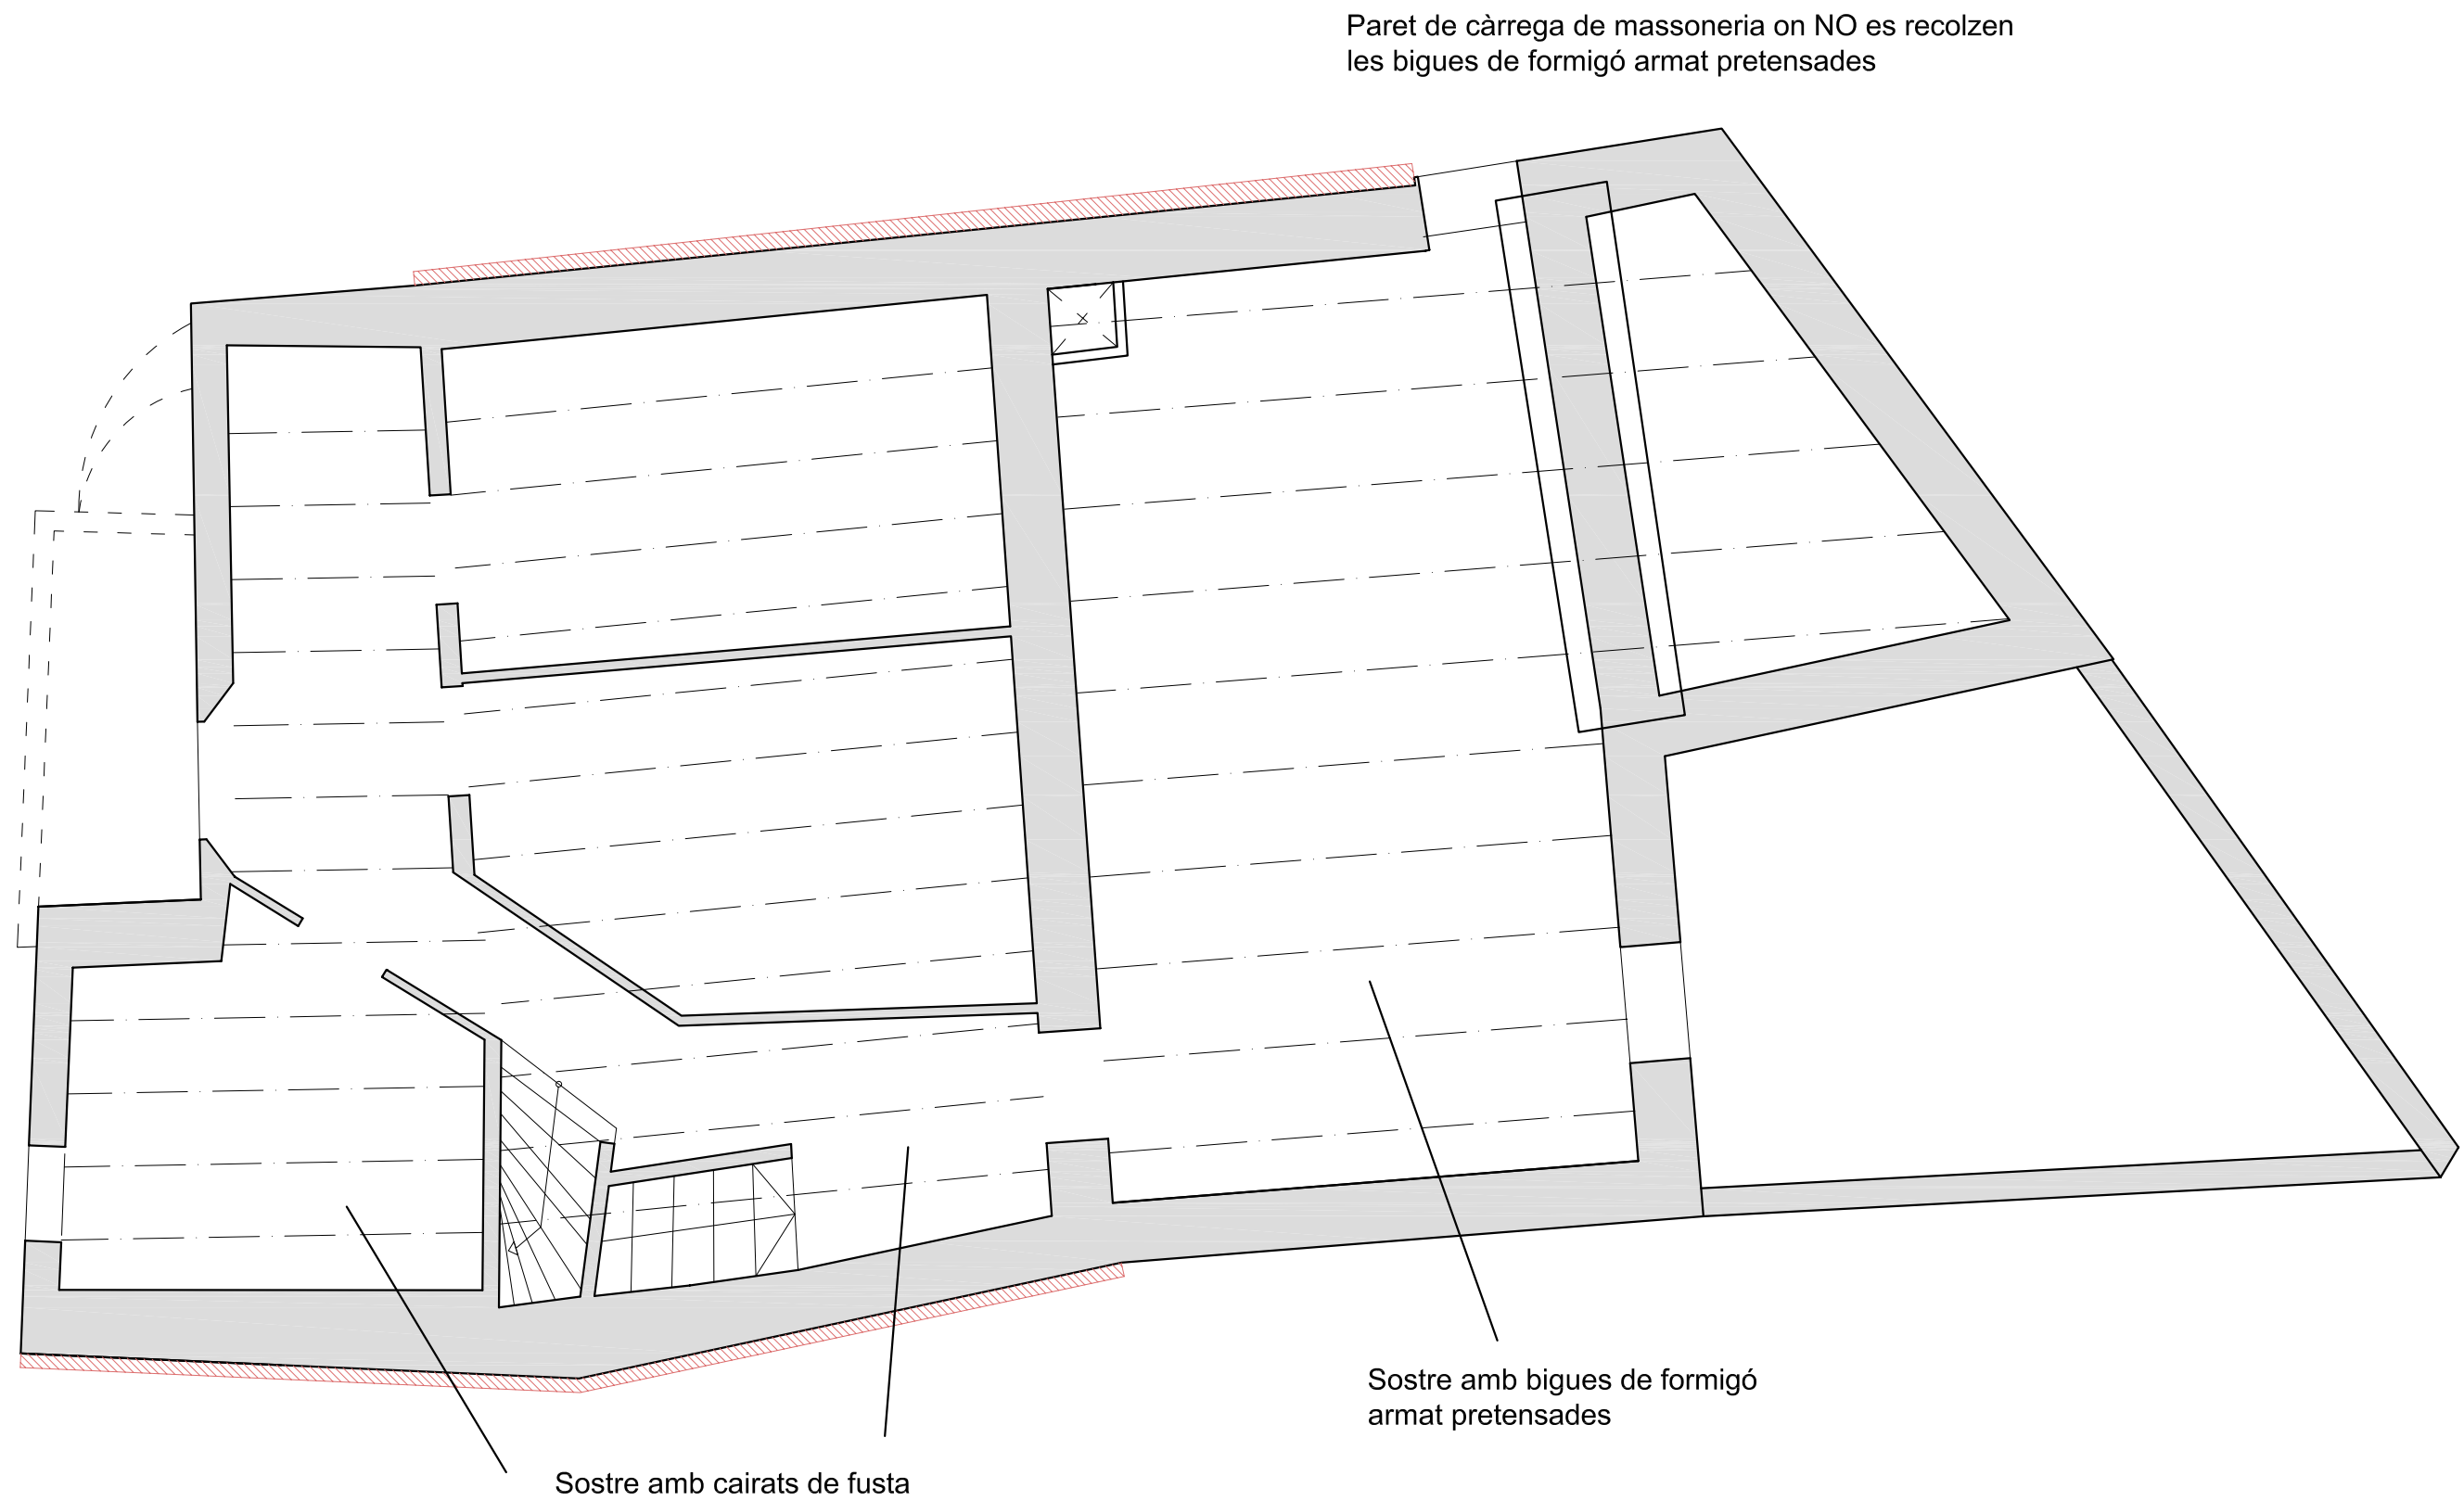 Paret de càrrega de massoneria on NO es recolzen
les bigues de formigó armat pretensades
Sostre amb bigues de formigó
armat pretensades
Sostre amb cairats de fusta